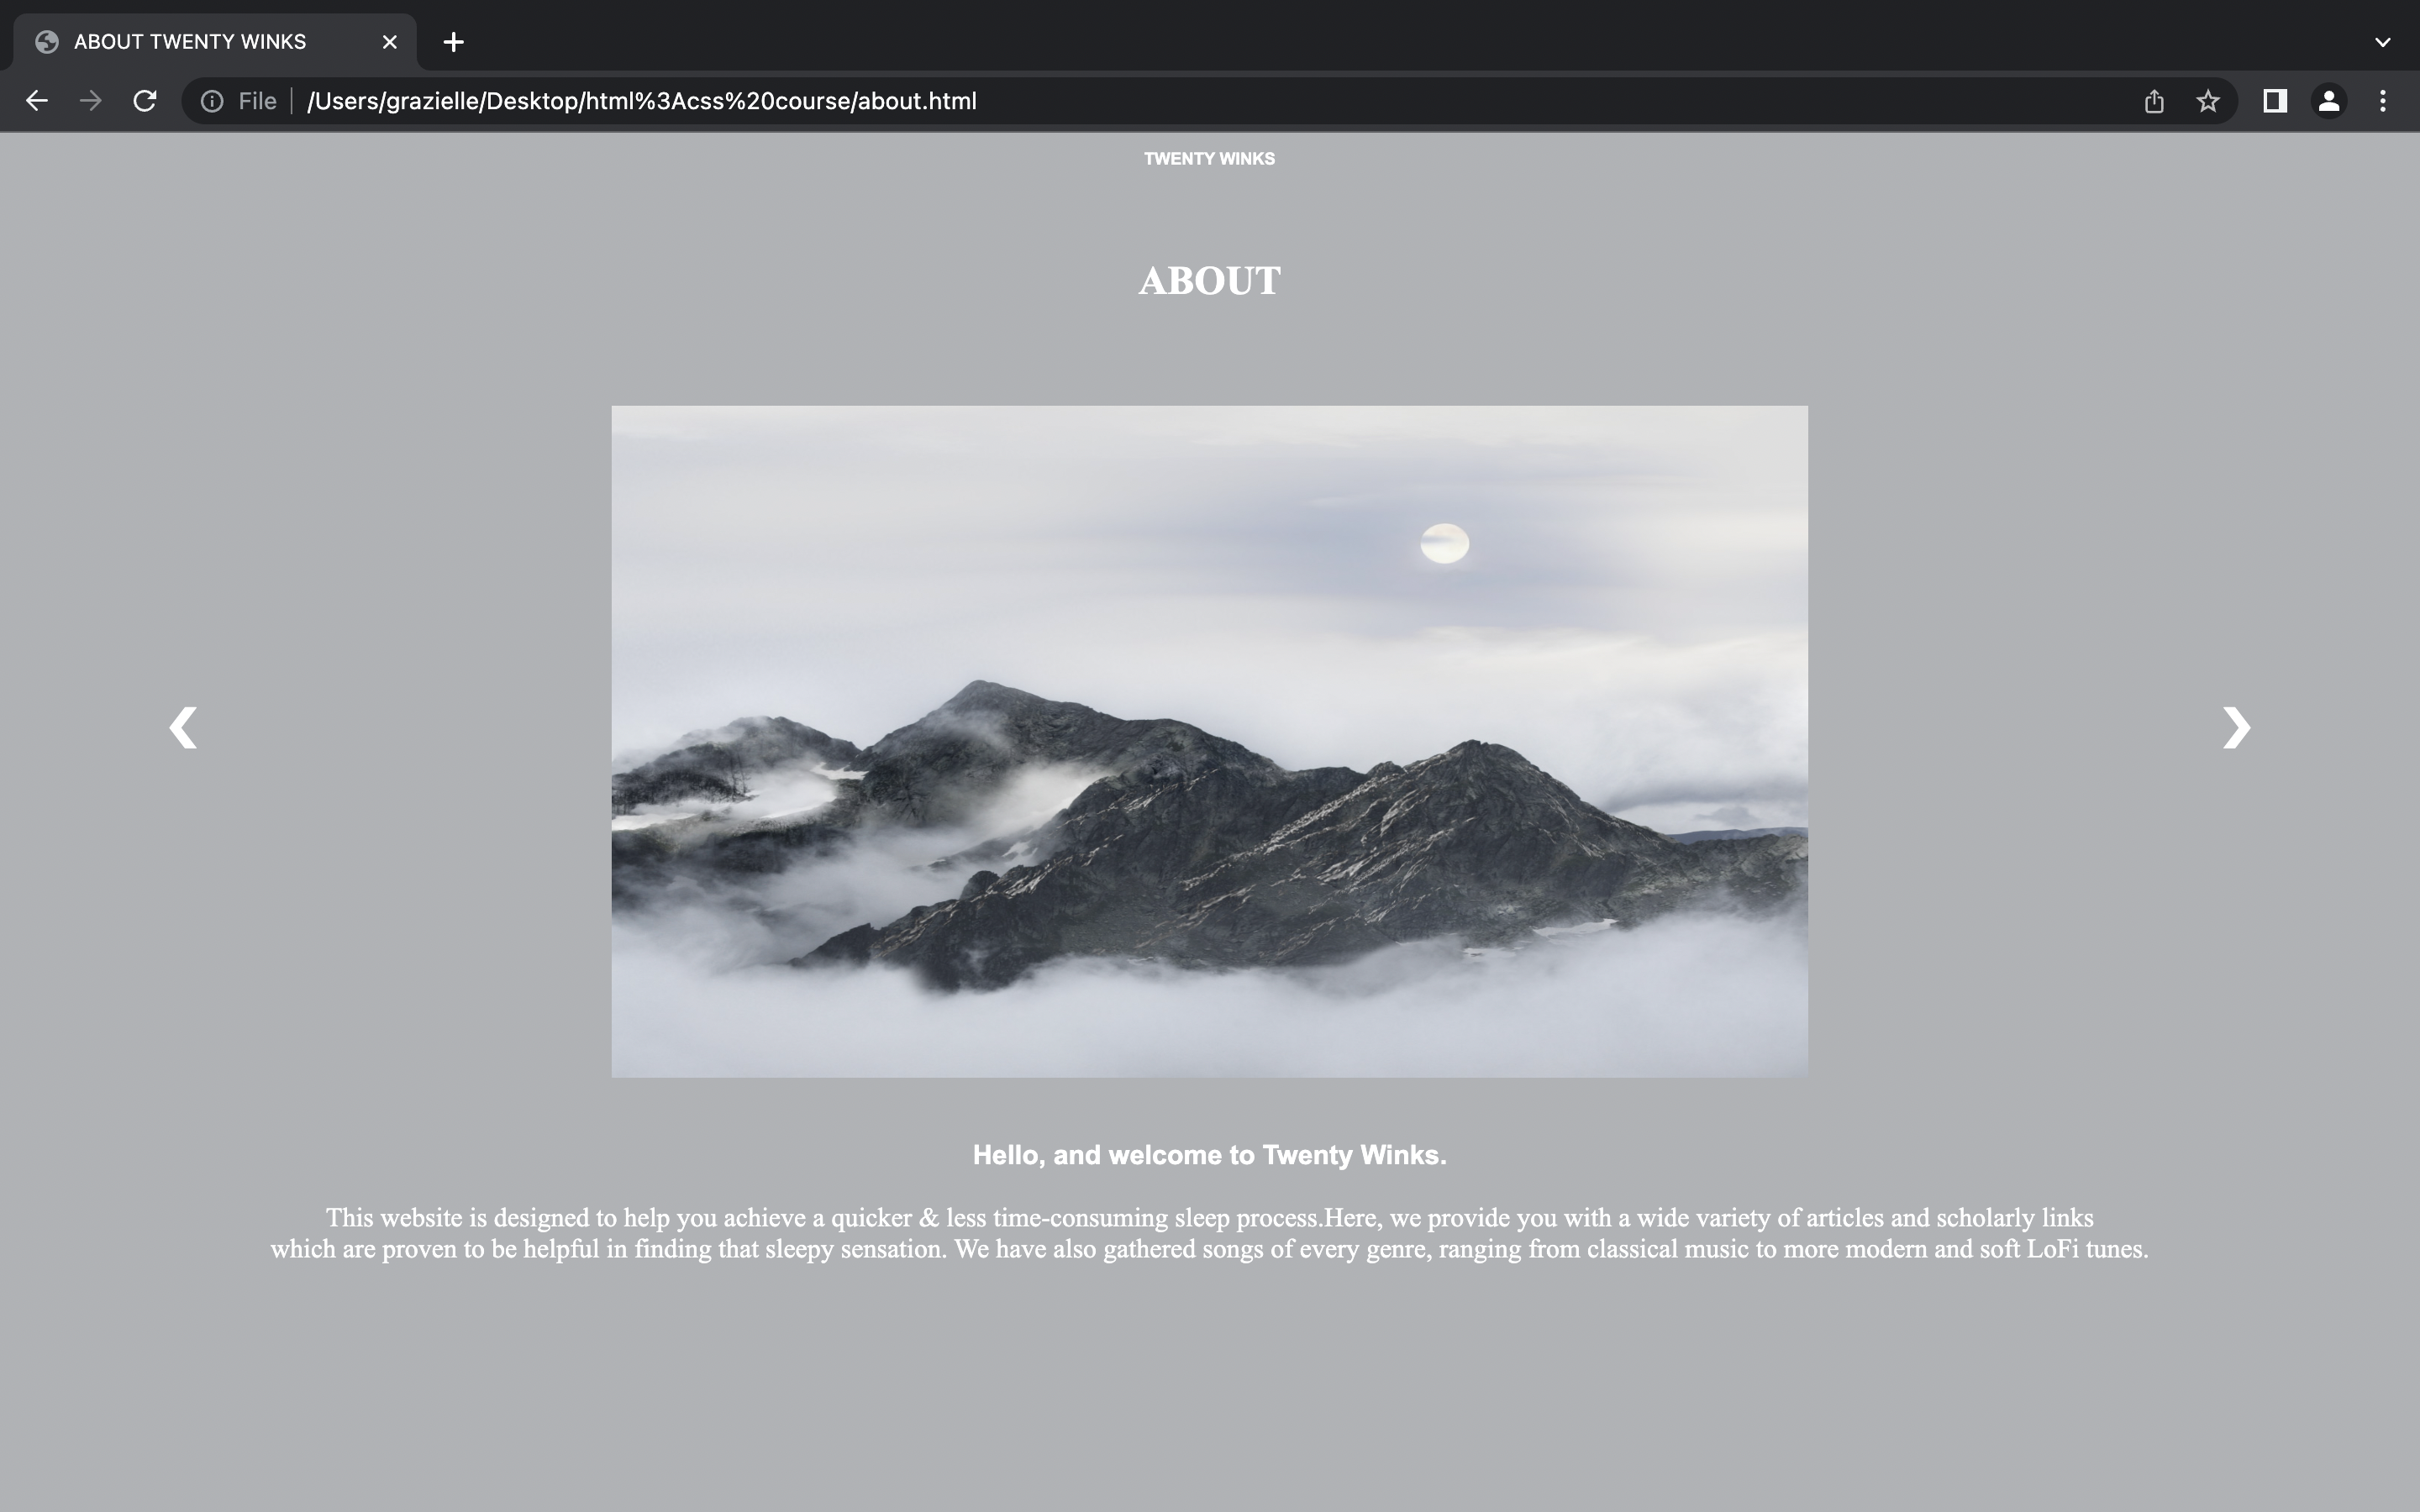 ABOUT TWENTY WINKS
File /Users/grazielle/Desktop/html%3Acss%20course/about.html
TWENTY WINKS
ABOUT
Hello, and welcome to Twenty Winks.
This website is designed to help you achieve a quicker & less time-consuming sleep process.Here, we provide you with a wide variety of articles and scholarly links
which are proven to be helpful in finding that sleepy sensation. We have also gathered songs of every genre, ranging from classical music to more modern and soft LoFi tunes.